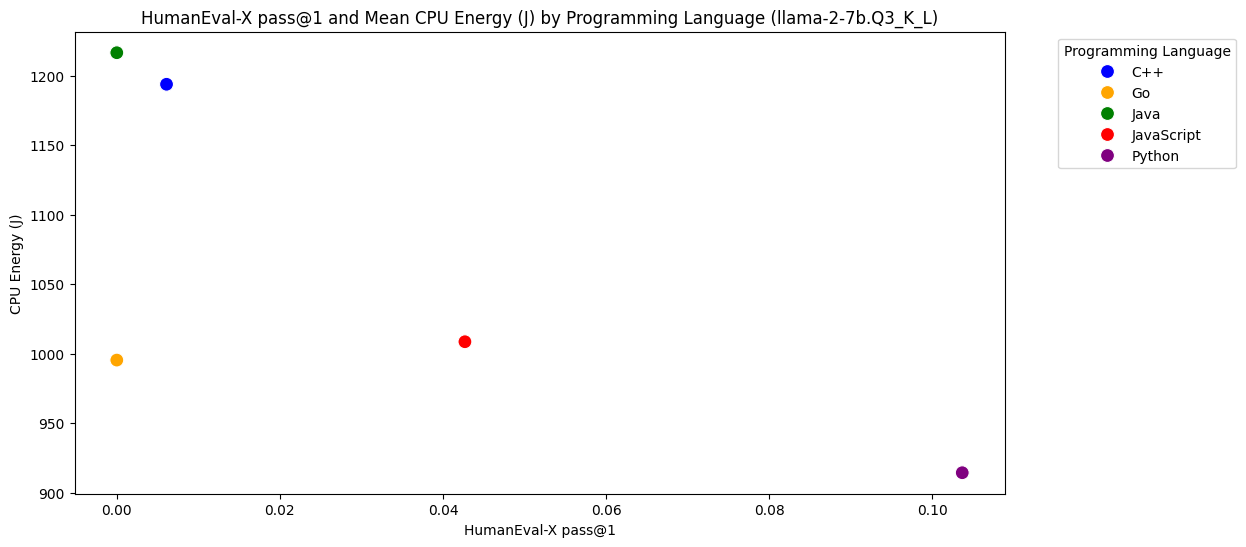 HumanEval-X pass@1 and Mean CPU Energy (J) by Programming Language (llama-2-7b.Q3_K_L)
CPU Energy (J)
1200
1150
1100
1050
1000
950
900
0.00 0.02 0.04 0.06 0.08 0.10
HumanEval-X pass@1
Programming Language
C++
Go
Java
JavaScript
Python